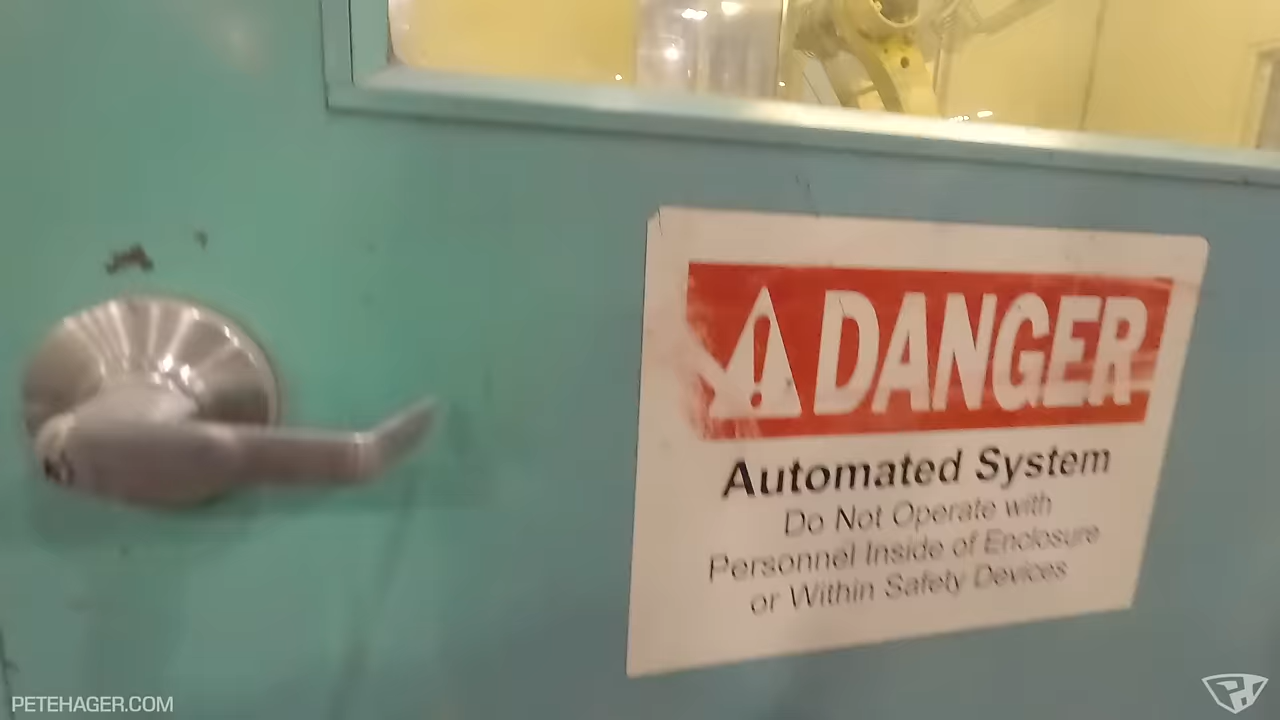 DANGER
Automated System
Do Not Operate with
Personnel Inside of Enclosure
or Within Safety Devices
PETEHAGER.COM